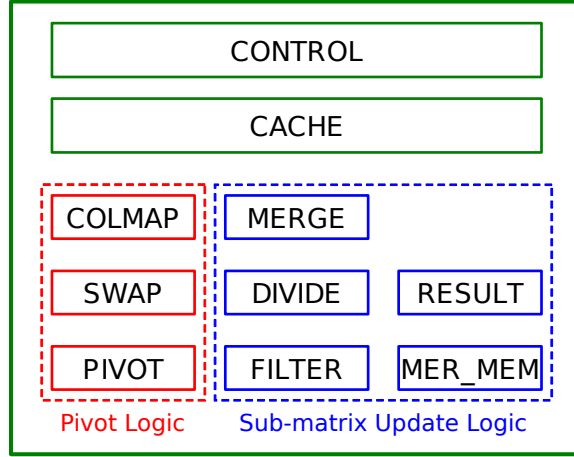 CONTROL
CACHE
COLMAP MERGE
SWAP DIVIDE RESULT
PIVOT FILTER MER_MEM
Pivot Logic Sub-matrix Update Logic